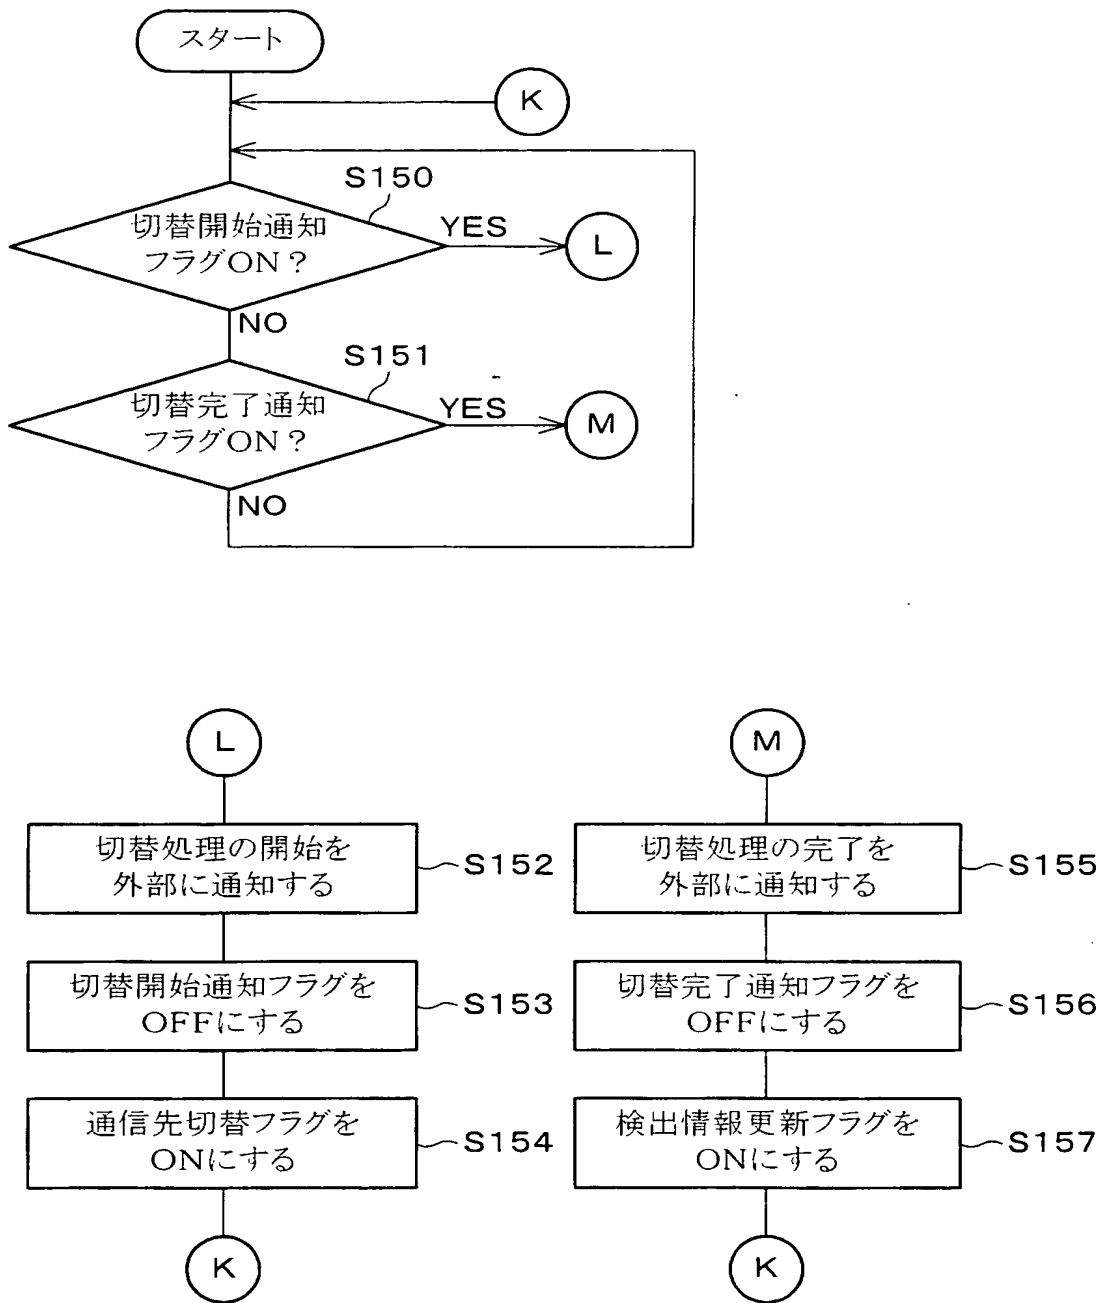 スタート
K
S150
切替開始通知
フラグON?
YES
L
NO
S151
切替完了通知
フラグON?
YES
M
NO
L
切替処理の開始を
外部に通知する
S152
切替開始通知フラグを
OFFにする
S153
通信先切替フラグを
ONにする
S154
K
M
切替処理の完了を
外部に通知する
S155
切替完了通知フラグを
OFFにする
S156
検出情報更新フラグを
ONにする
S157
K